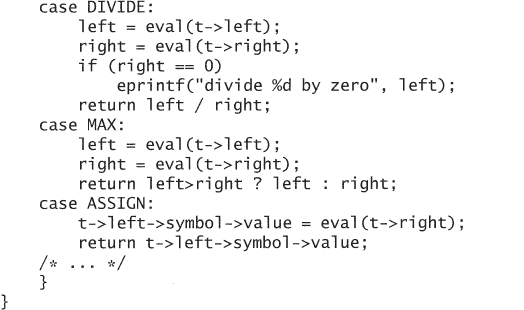 case DIVIDE:
left = eval(t->left);
right = eval(t->right);
if (right == 0)
eprintf("divide %d by zero", left);
return left / right;
case MAX:
left = eval(t->left);
right = eval(t->right);
return left>right ? left : right;
case ASSIGN:
t->left->symbol->value = eval(t->right);
return t->left->symbol->value;
/* ... */
}
}